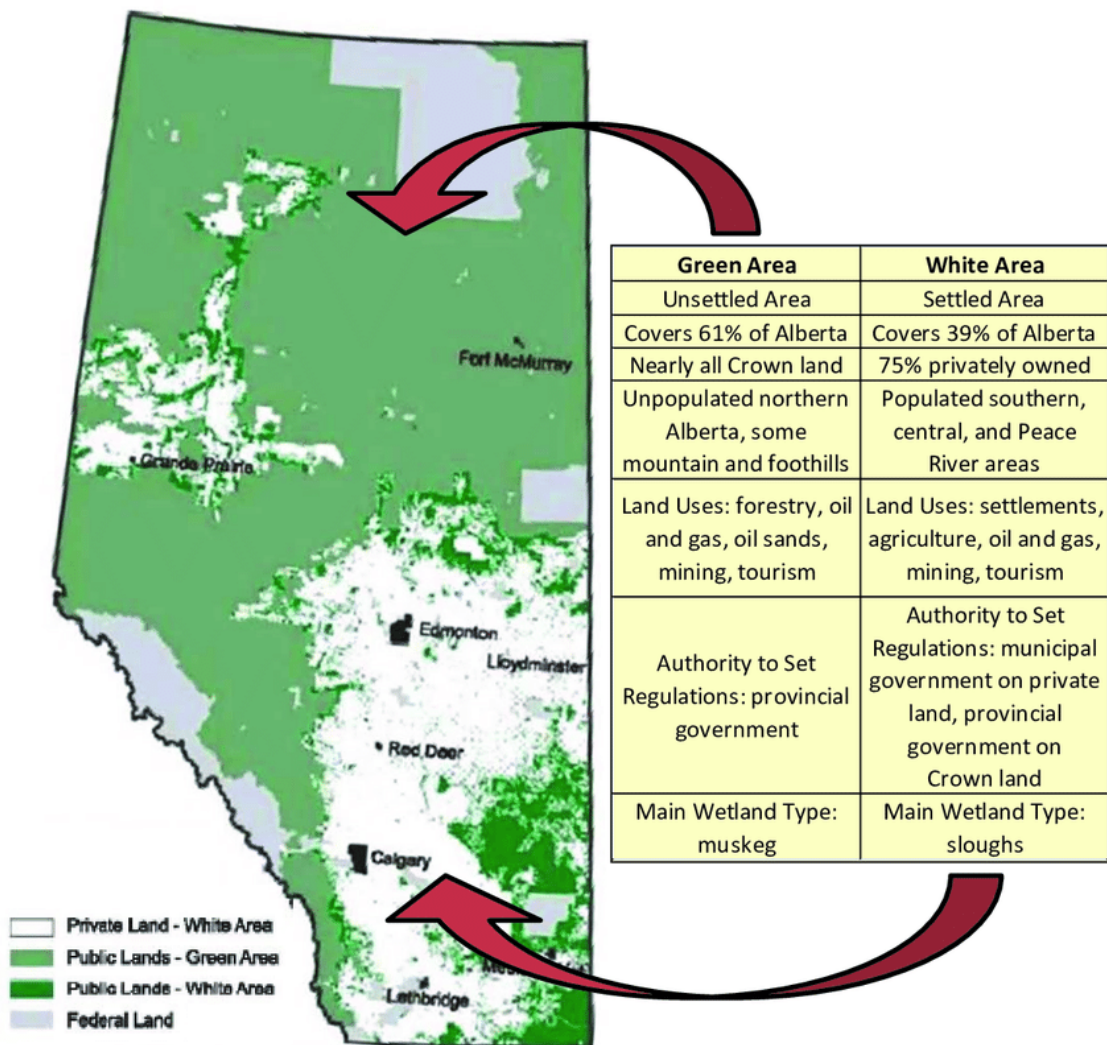 Fort McMurray
Grande Prairie
Edmonton
Lloydminster
Red Deer
Calgary
Lethbridge
Private Land - White Area
Public Lands - Green Area
Public Lands - White Area
Federal Land
Green Area
White Area
Unsettled Area
Settled Area
Covers 61% of Alberta
Covers 39% of Alberta
Nearly all Crown land
75% privately owned
Unpopulated northern
Alberta, some
mountain and foothills
Populated southern,
central, and Peace
River areas
Land Uses: forestry, oil
and gas, oil sands,
mining, tourism
Land Uses: settlements,
agriculture, oil and gas,
mining, tourism
Authority to Set
Regulations: provincial
government
Authority to Set
Regulations: municipal
government on private
land, provincial
government on
Crown land
Main Wetland Type:
muskeg
Main Wetland Type:
sloughs